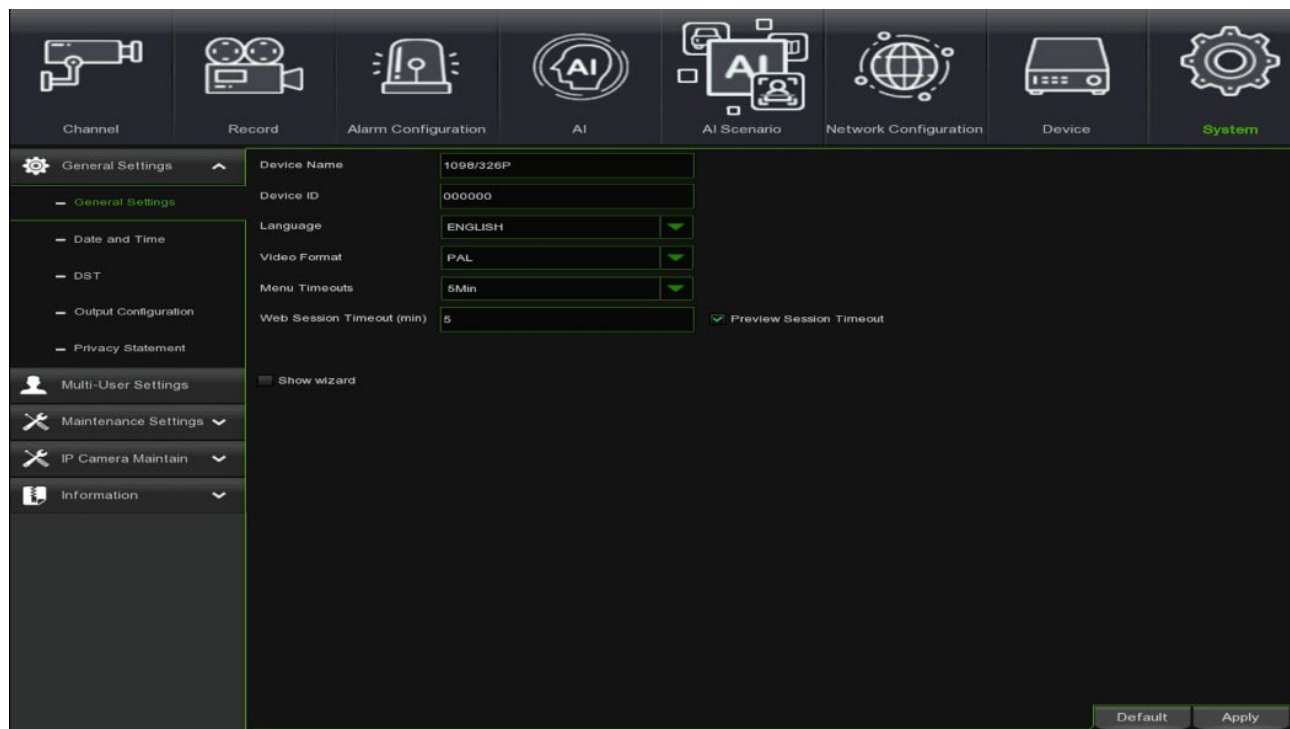 AI
AI
Channel
Record
Alarm Configuration
AI
AI Scenario
Network Configuration
Device
System
General Settings
General Settings
Date and Time
DST
Output Configuration
Privacy Statement
Multi-User Settings
Maintenance Settings
IP Camera Maintain
Information
Device Name 1098/326P
Device ID 000000
Language ENGLISH
Video Format PAL
Menu Timeouts 5Min
Web Session Timeout (min) 5 Preview Session Timeout
Show wizard
Default Apply